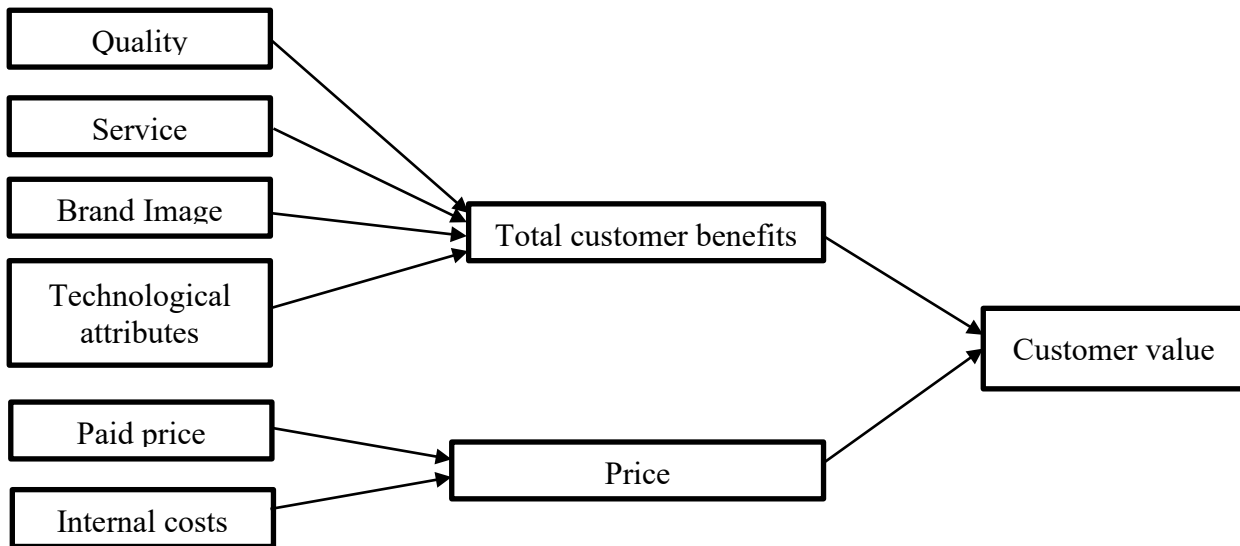 Quality
Service
Brand Image
Technological
attributes
Paid price
Internal costs
Total customer benefits
Price
Customer value